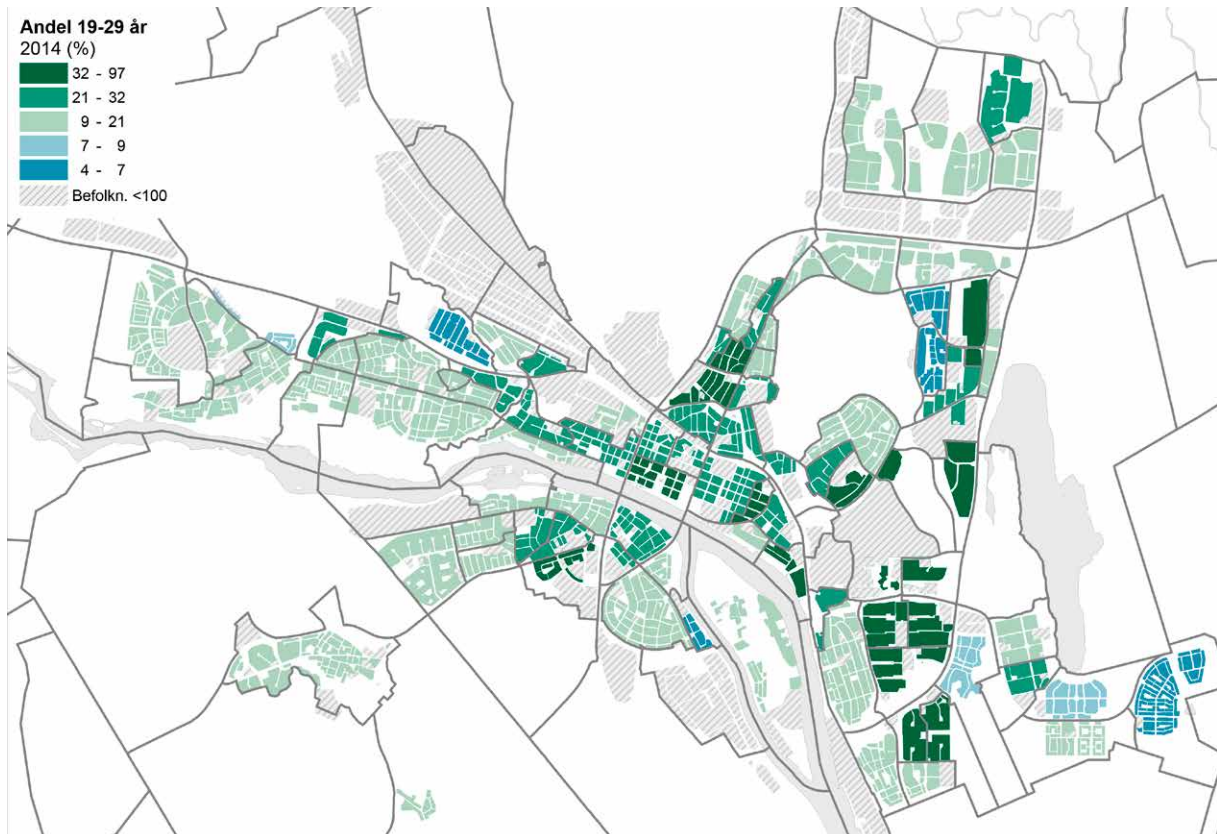 Andel 19-29 år
2014 (%)
32 - 97
21 - 32
9 - 21
7 - 9
4 - 7
Befolkn. <100